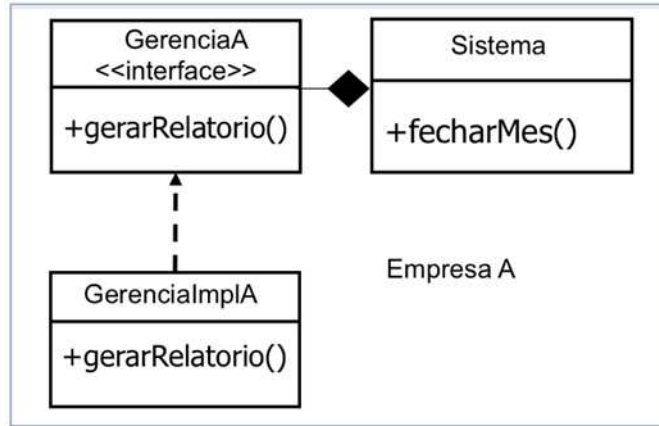 GerenciaA
<<interface>>
+gerarRelatorio()
Sistema
+fecharMes()
GerenciaImplA
+gerarRelatorio()
Empresa A